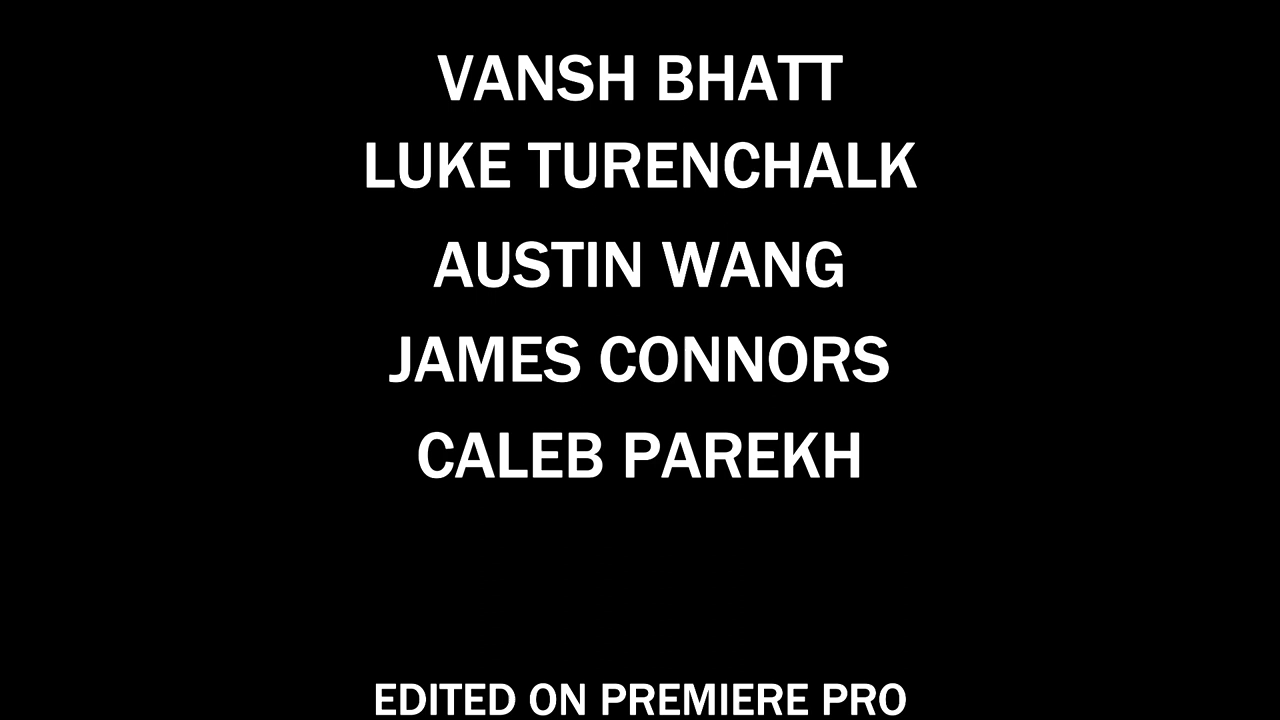 VANSH BHATT
LUKE TURENCHALK
AUSTIN WANG
JAMES CONNORS
CALEB PAREKH
EDITED ON PREMIERE PRO